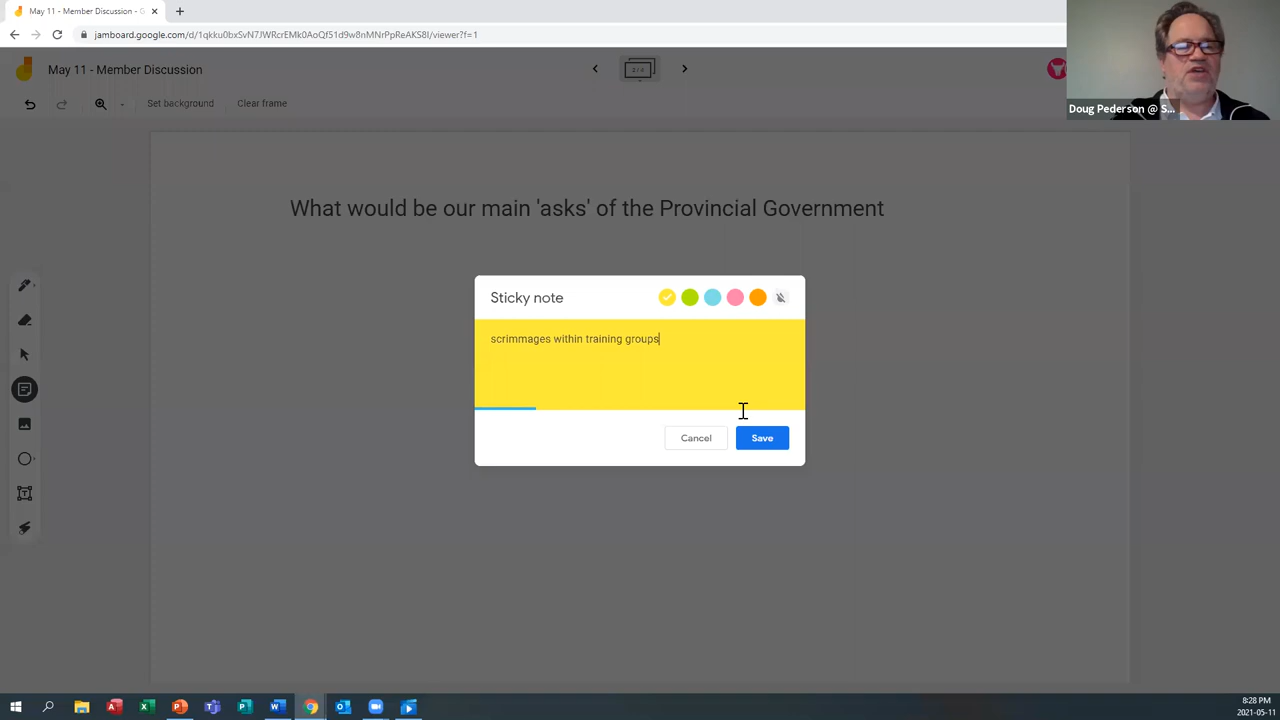 May 11 - Member Discussion - G
jamboard.google.com/d/1qkku0bxSvN7JWRcrEMk0AoQf51d9w8nMNrPpReAKS8I/viewer?f=1
May 11 - Member Discussion
2 / 4
Set background
Clear frame
Doug Pederson @ S...
What would be our main 'asks' of the Provincial Government
Sticky note
scrimmages within training groups
Cancel
Save
8:28 PM
2021-05-11